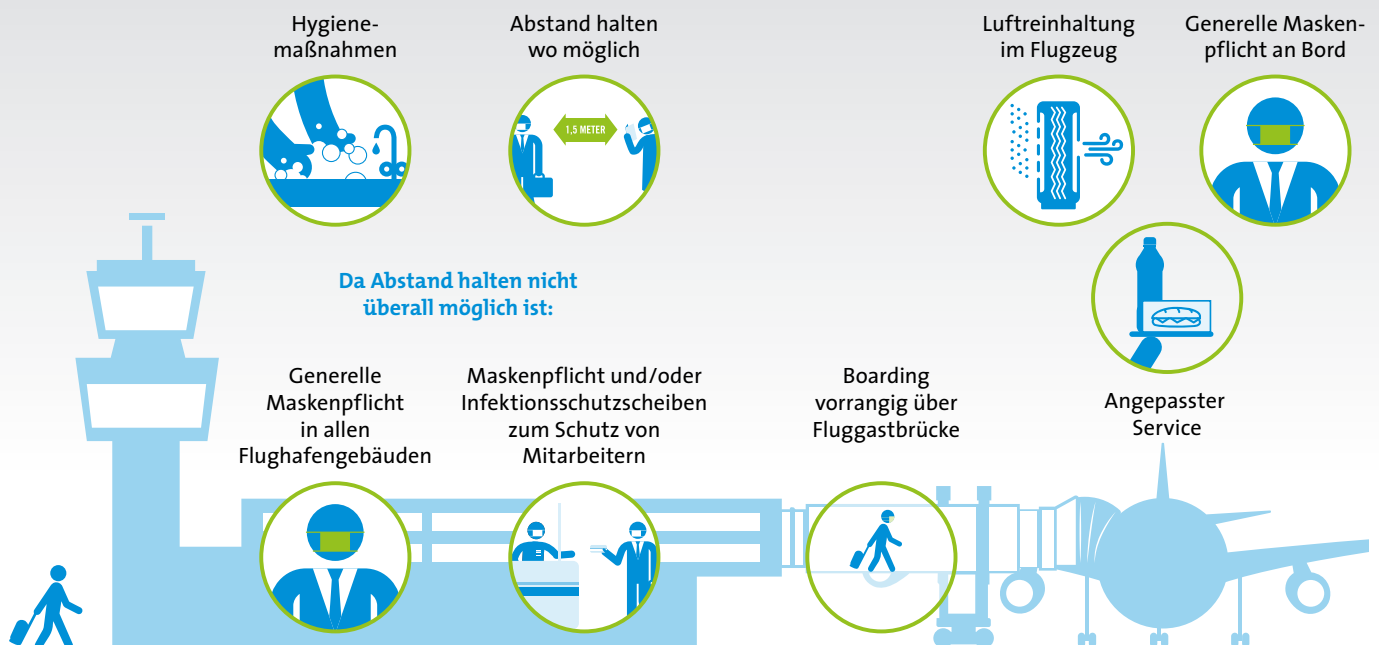 Hygiene-
maßnahmen
Abstand halten
wo möglich
1,5 METER
Luftreinhaltung
im Flugzeug
Generelle Masken-
pflicht an Bord
Da Abstand halten nicht
überall möglich ist:
Generelle
Maskenpflicht
in allen
Flughafengebäuden
Maskenpflicht und/oder
Infektionsschutzscheiben
zum Schutz von
Mitarbeitern
Boarding
vorrangig über
Fluggastbrücke
Angepasster
Service